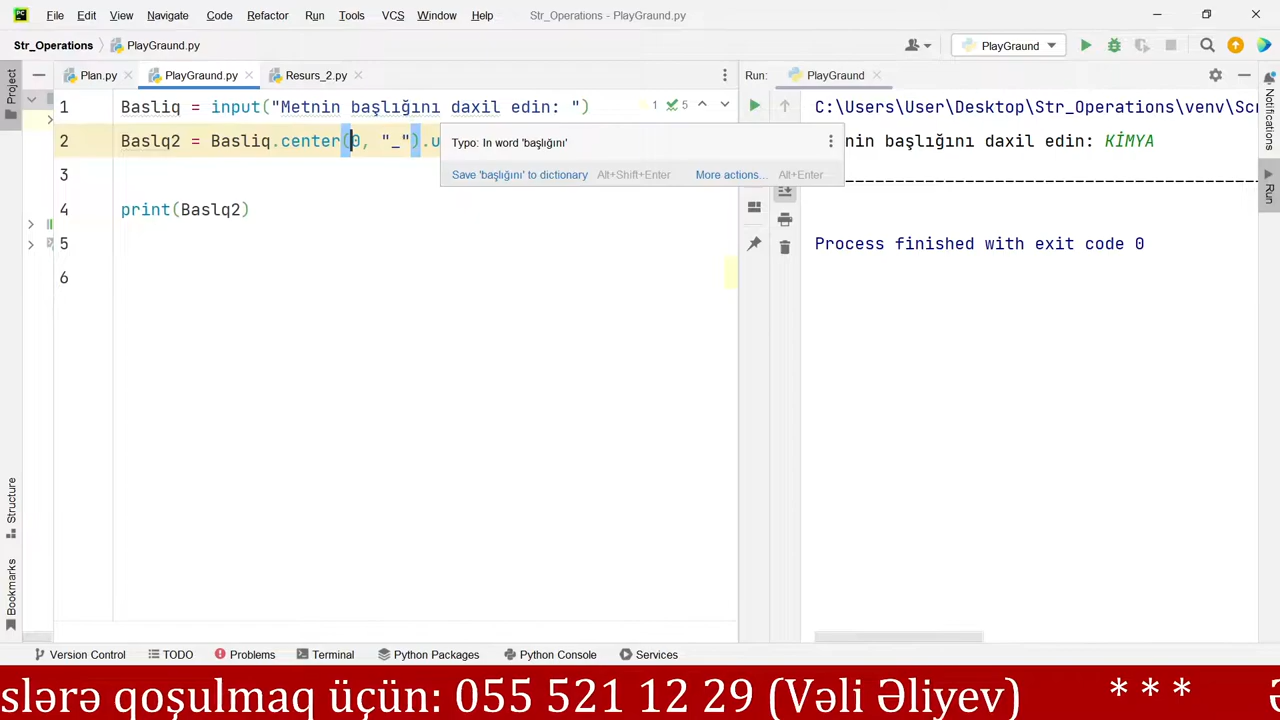 File Edit View Navigate Code Refactor Run Tools VCS Window Help Str_Operations - PlayGraund.py
Str_Operations PlayGraund.py PlayGraund
Project Plan.py PlayGraund.py Resurs_2.py Run: PlayGraund
1 Basliq = input("Metnin başlığını daxil edin: ") 1 5
2 Baslq2 = Basliq.center(0, "_").u
3
4 print(Baslq2)
5
6
Typo: In word 'başlığını'
Save 'başlığını' to dictionary Alt+Shift+Enter More actions... Alt+Enter
C:\Users\User\Desktop\Str_Operations\venv\Scr
nin başlığını daxil edin: KİMYA
Process finished with exit code 0
Notifications
Run
Structure
Bookmarks
Version Control TODO Problems Terminal Python Packages Python Console Services
slərə qoşulmaq üçün: 055 521 12 29 (Vəli Əliyev) * * *